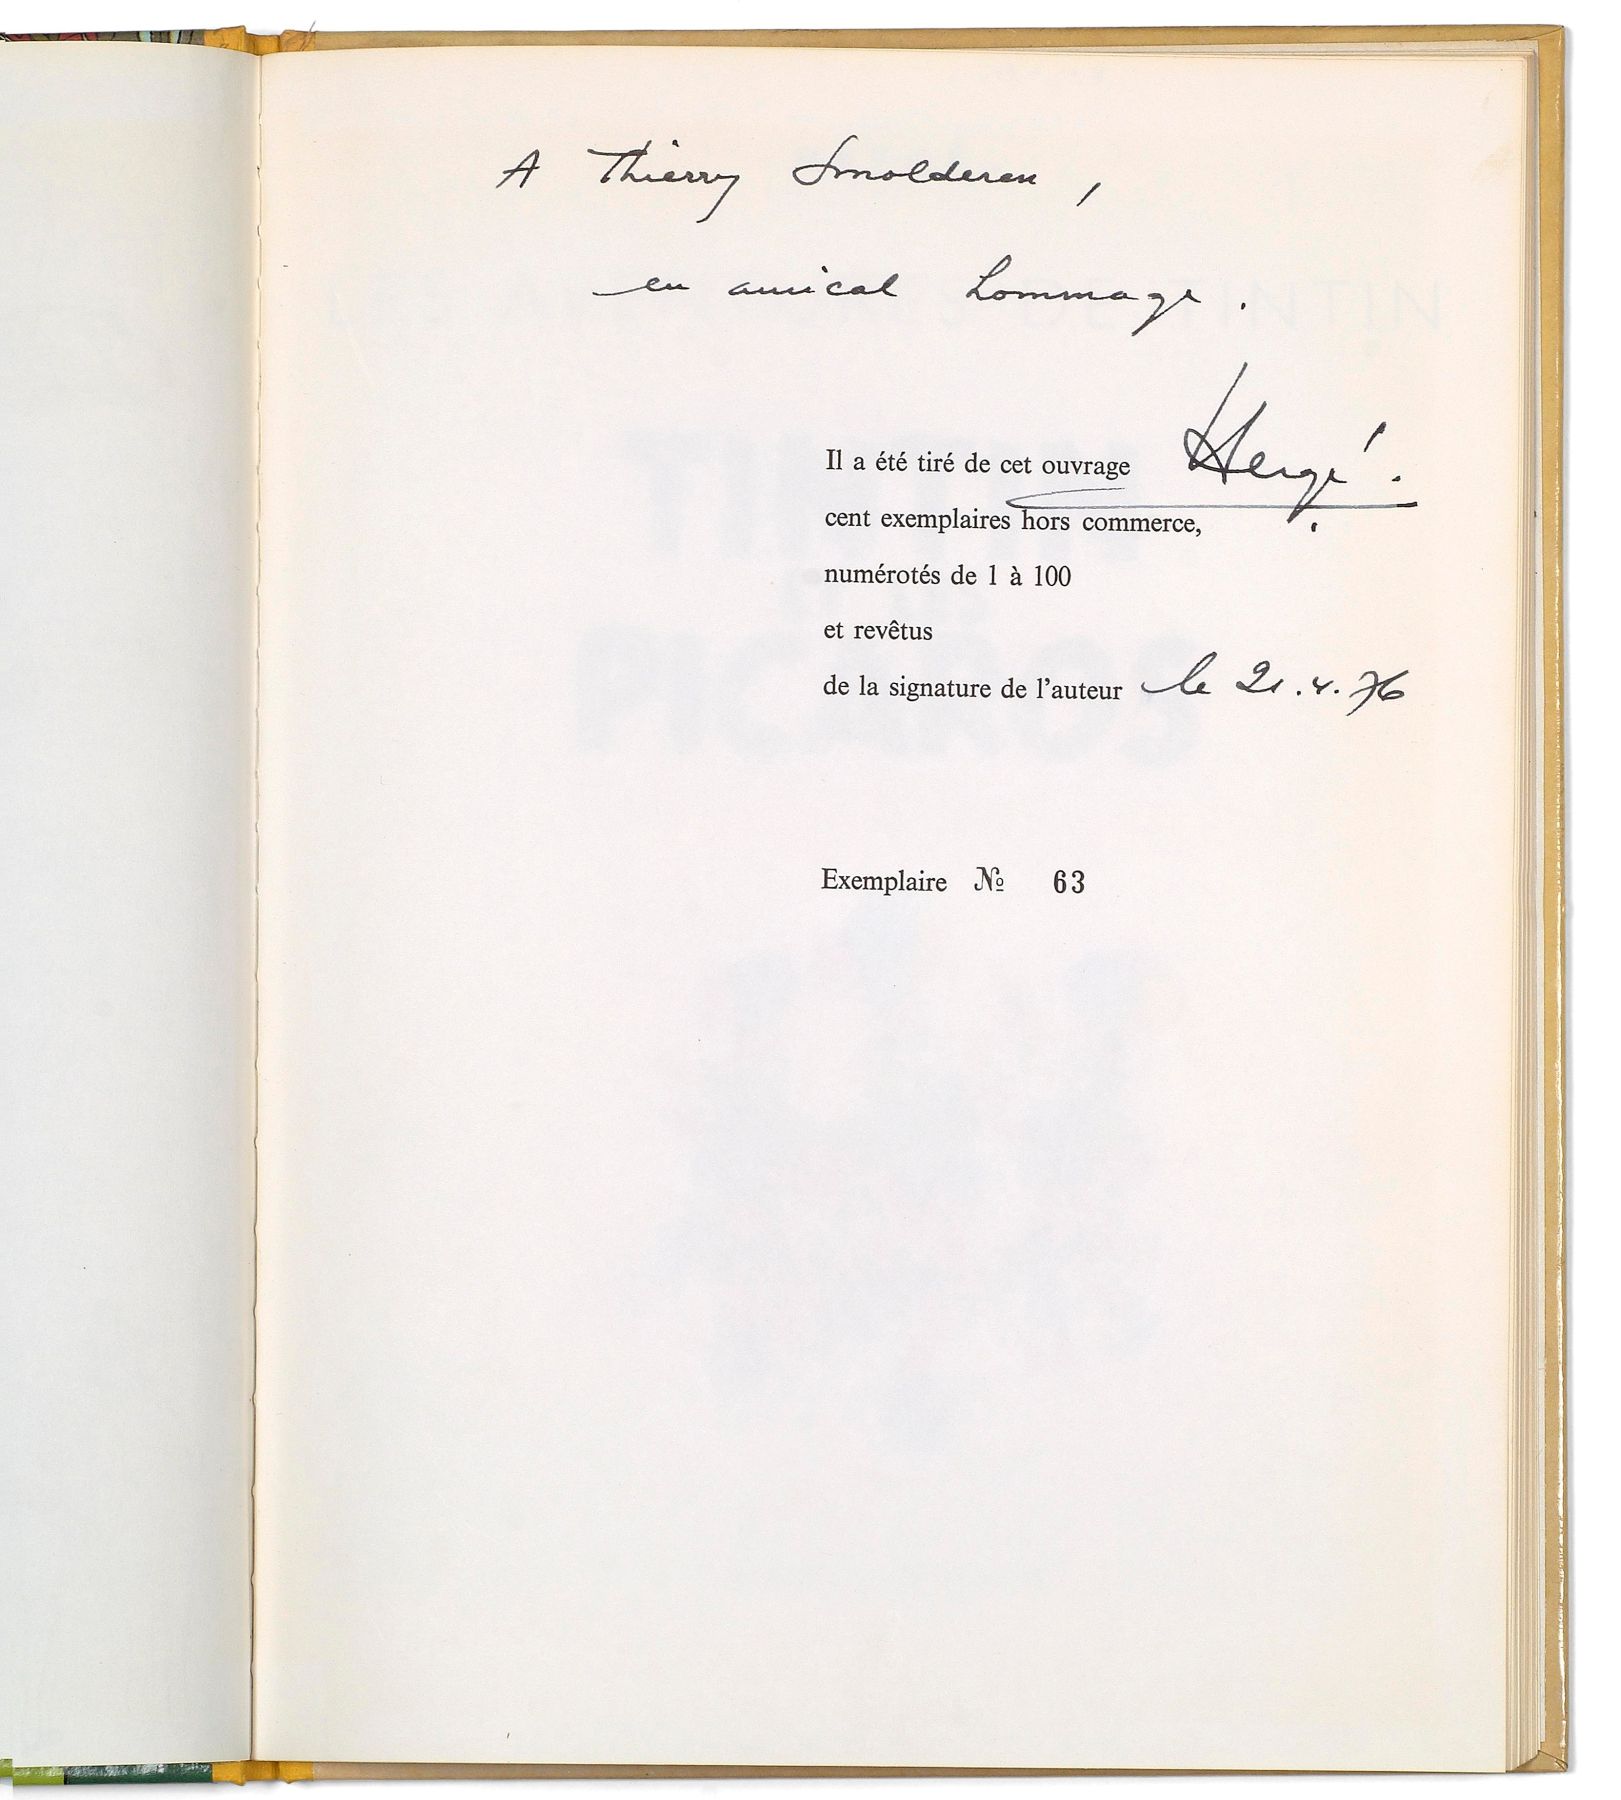 A Thierry Smolderen,
en amical hommage.
Hergé.
Il a été tiré de cet ouvrage
cent exemplaires hors commerce,
numérotés de 1 à 100
et revêtus
de la signature de l'auteur le 21.4.76
Exemplaire № 63